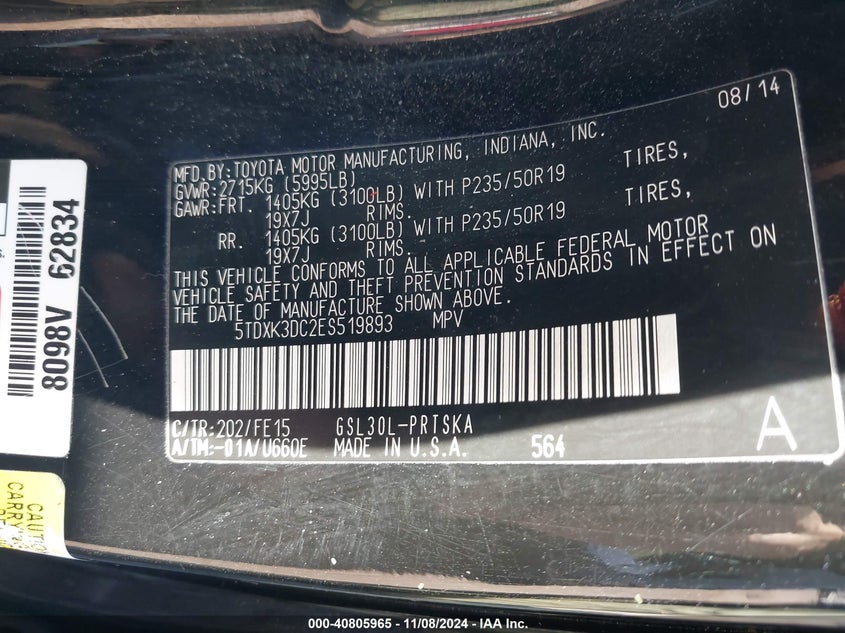 08/14
MFD.BY:TOYOTA MOTOR MANUFACTURING, INDIANA, INC.
GVWR:2715KG (5995LB)
GAWR:FRT. 1405KG (3100LB) WITH P235/50R19 TIRES,
19X7J RIMS.
RR. 1405KG (3100LB) WITH P235/50R19 TIRES,
19X7J RIMS.
THIS VEHICLE CONFORMS TO ALL APPLICABLE FEDERAL MOTOR
VEHICLE SAFETY AND THEFT PREVENTION STANDARDS IN EFFECT ON
THE DATE OF MANUFACTURE SHOWN ABOVE.
5TDXK3DC2ES519893 MPV
C/TR:202/FE15 GSL30L-PRTSKA
A/TM:-01A/U660E MADE IN U.S.A. 564
A
8098V 62834
CARRY
000-40805965 - 11/08/2024 - IAA Inc.